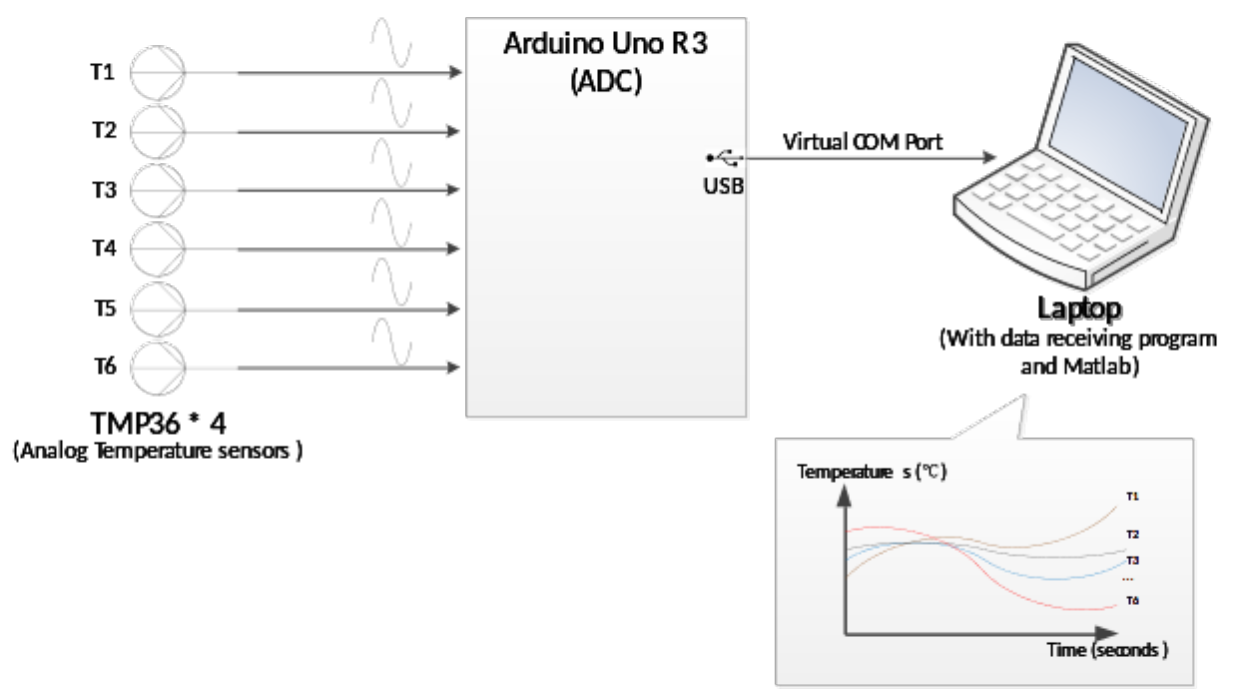 T1
T2
T3
T4
T5
T6
TMP36 * 4
(Analog Temperature sensors )
Arduino Uno R3
(ADC)
USB
Virtual COM Port
Laptop
(With data receiving program
and Matlab)
Temperature s (°C)
T1
T2
T3
...
T6
Time (seconds )